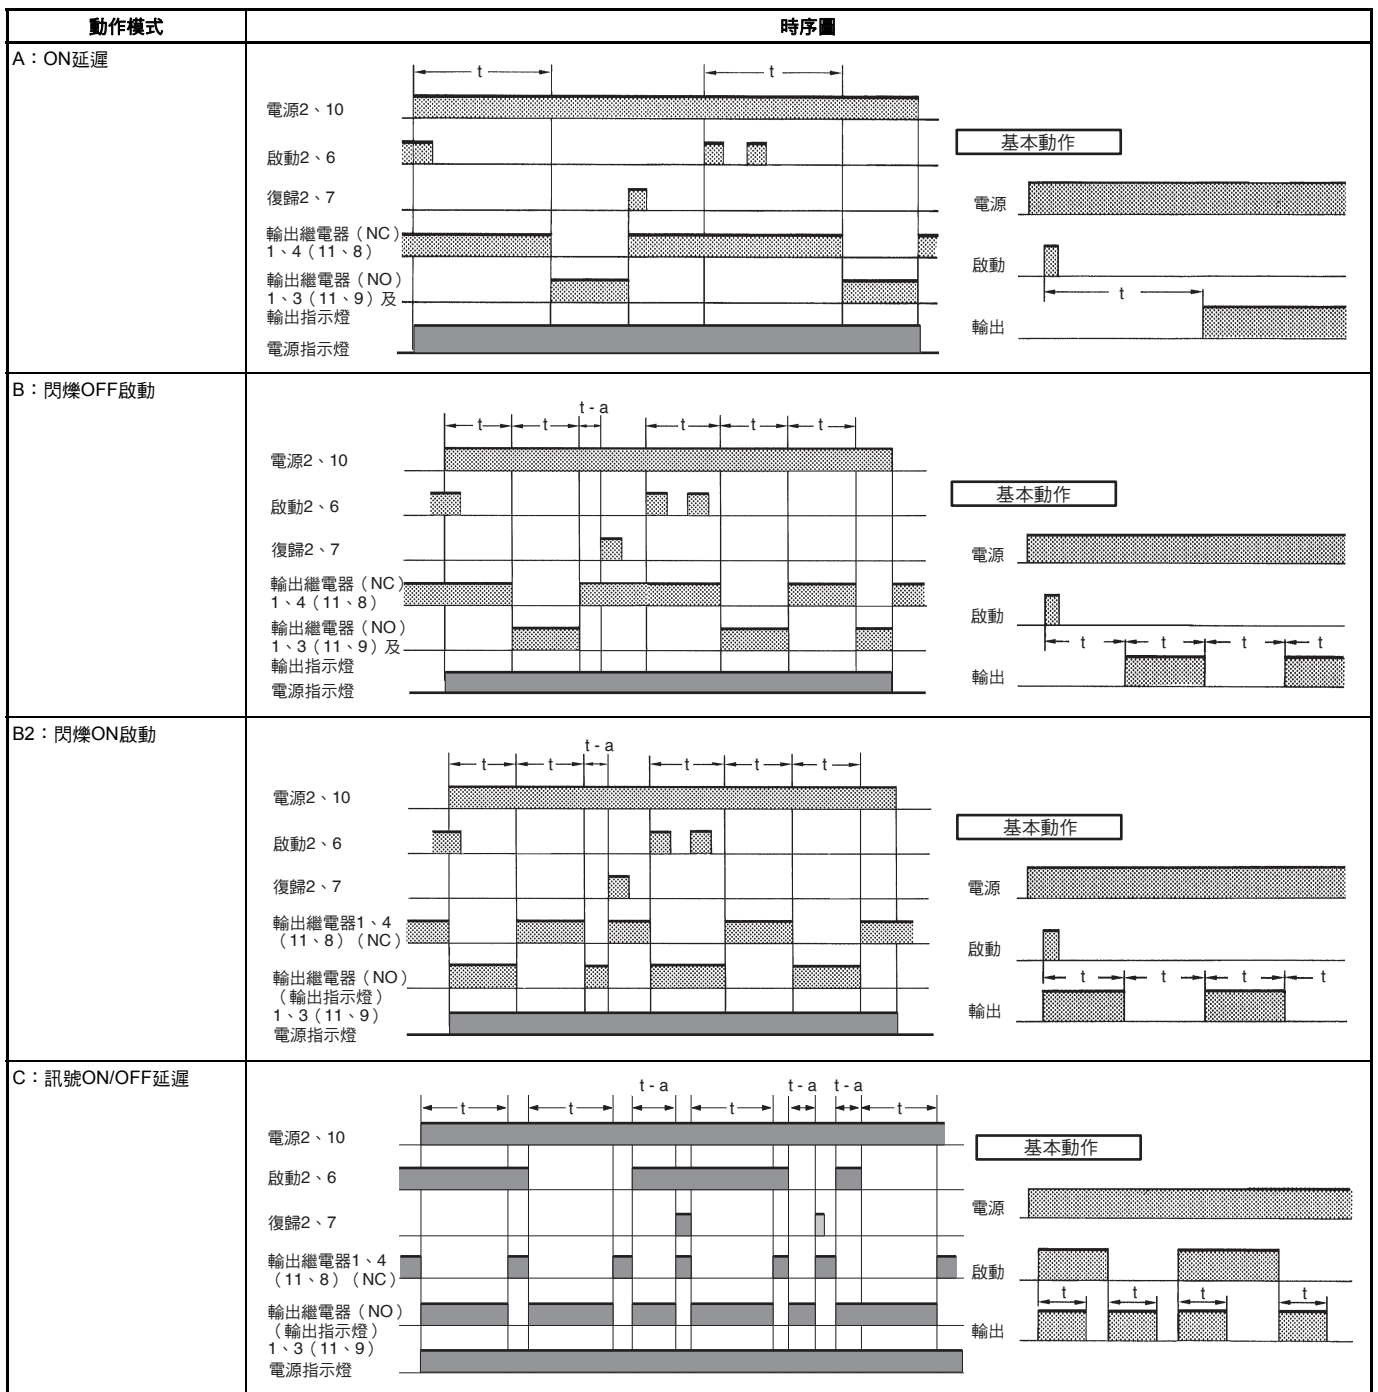 動作模式
時序圖
A：ON延遲
t
t
電源2、10
啟動2、6
復歸2、7
輸出繼電器（NC）
1、4（11、8）
輸出繼電器（NO）
1、3（11、9）及
輸出指示燈
電源指示燈
基本動作
電源
啟動
t
輸出
B：閃爍OFF啟動
t - a
t
t
t
t
t
電源2、10
啟動2、6
復歸2、7
輸出繼電器（NC）
1、4（11、8）
輸出繼電器（NO）
1、3（11、9）及
輸出指示燈
電源指示燈
基本動作
電源
啟動
t
t
t
t
輸出
B2：閃爍ON啟動
t - a
t
t
t
t
t
電源2、10
啟動2、6
復歸2、7
輸出繼電器1、4
（11、8）（NC）
輸出繼電器（NO）
（輸出指示燈）
1、3（11、9）
電源指示燈
基本動作
電源
啟動
t
t
t
t
輸出
C：訊號ON/OFF延遲
t - a
t - a
t - a
t
t
t
t
電源2、10
啟動2、6
復歸2、7
輸出繼電器1、4
（11、8）（NC）
輸出繼電器（NO）
（輸出指示燈）
1、3（11、9）
電源指示燈
基本動作
電源
啟動
t
t
t
t
輸出